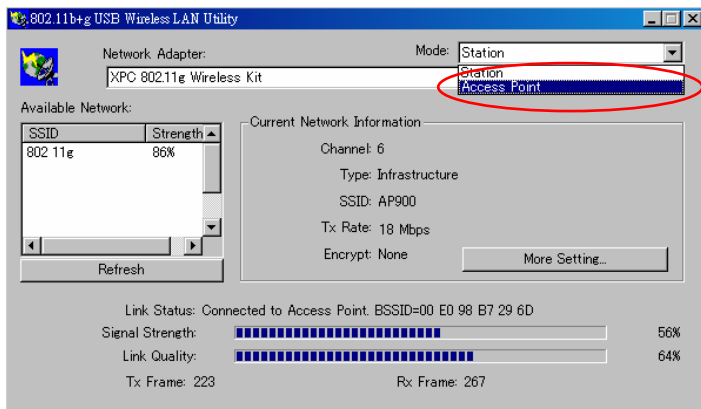 802.11b+g USB Wireless LAN Utility
Network Adapter:
Mode: Station
XPC 802.11g Wireless Kit
Station
Access Point
Available Network:
SSID Strength
802 11g 86%
Current Network Information
Channel: 6
Type: Infrastructure
SSID: AP900
Tx Rate: 18 Mbps
Encrypt: None
More Setting...
Refresh
Link Status: Connected to Access Point. BSSID=00 E0 98 B7 29 6D
Signal Strength: 56%
Link Quality: 64%
Tx Frame: 223 Rx Frame: 267